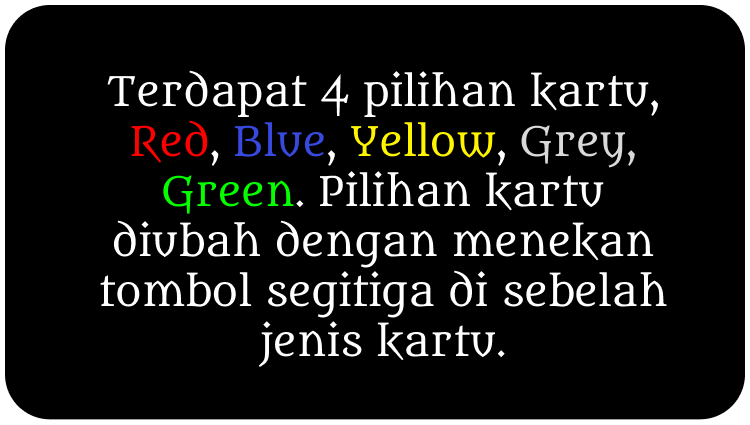 Terdapat 4 pilihan kartu,
Red, Blue, Yellow, Grey,
Green. Pilihan kartu
diubah dengan menekan
tombol segitiga di sebelah
jenis kartu.